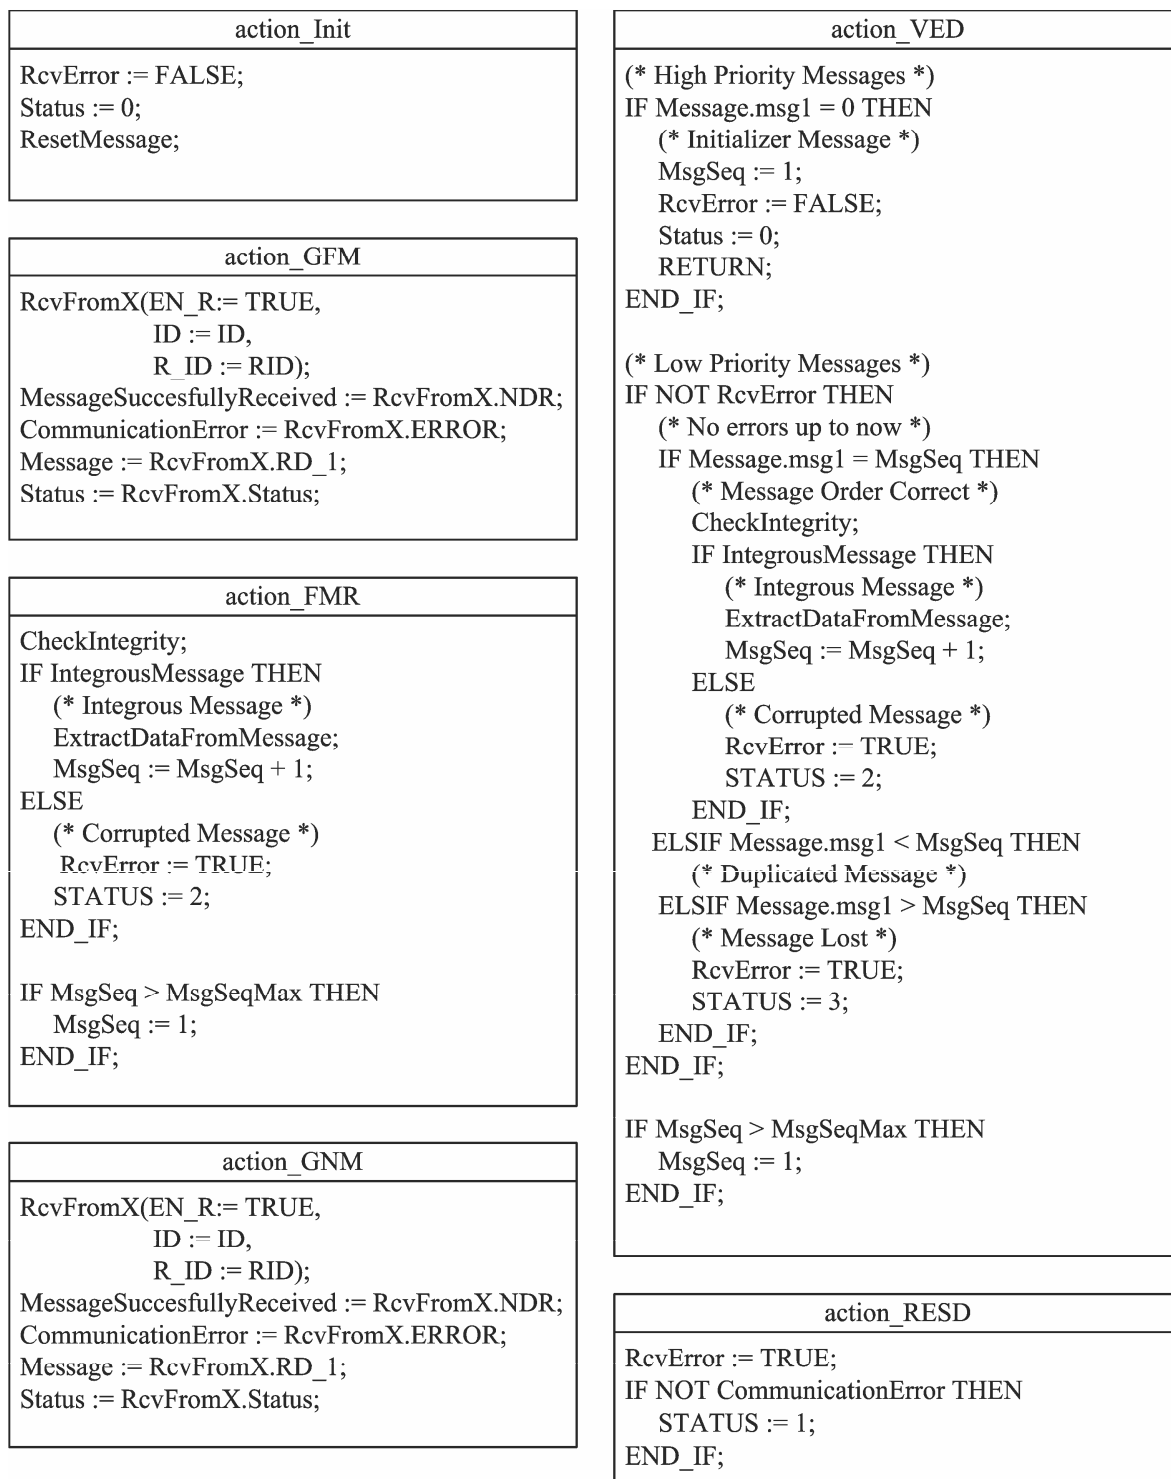 action_Init
RcvError := FALSE;
Status := 0;
ResetMessage;
action_GFM
RcvFromX(EN_R:= TRUE,
ID := ID,
R_ID := RID);
MessageSuccesfullyReceived := RcvFromX.NDR;
CommunicationError := RcvFromX.ERROR;
Message := RcvFromX.RD_1;
Status := RcvFromX.Status;
action_FMR
CheckIntegrity;
IF IntegrousMessage THEN
(* Integrous Message *)
ExtractDataFromMessage;
MsgSeq := MsgSeq + 1;
ELSE
(* Corrupted Message *)
RcvError := TRUE;
STATUS := 2;
END_IF;
IF MsgSeq > MsgSeqMax THEN
MsgSeq := 1;
END_IF;
action_GNM
RcvFromX(EN_R:= TRUE,
ID := ID,
R_ID := RID);
MessageSuccesfullyReceived := RcvFromX.NDR;
CommunicationError := RcvFromX.ERROR;
Message := RcvFromX.RD_1;
Status := RcvFromX.Status;
action_VED
(* High Priority Messages *)
IF Message.msg1 = 0 THEN
(* Initializer Message *)
MsgSeq := 1;
RcvError := FALSE;
Status := 0;
RETURN;
END_IF;
(* Low Priority Messages *)
IF NOT RcvError THEN
(* No errors up to now *)
IF Message.msg1 = MsgSeq THEN
(* Message Order Correct *)
CheckIntegrity;
IF IntegrousMessage THEN
(* Integrous Message *)
ExtractDataFromMessage;
MsgSeq := MsgSeq + 1;
ELSE
(* Corrupted Message *)
RcvError := TRUE;
STATUS := 2;
END_IF;
ELSIF Message.msg1 < MsgSeq THEN
(* Duplicated Message *)
ELSIF Message.msg1 > MsgSeq THEN
(* Message Lost *)
RcvError := TRUE;
STATUS := 3;
END_IF;
END_IF;
IF MsgSeq > MsgSeqMax THEN
MsgSeq := 1;
END_IF;
action_RESD
RcvError := TRUE;
IF NOT CommunicationError THEN
STATUS := 1;
END_IF;